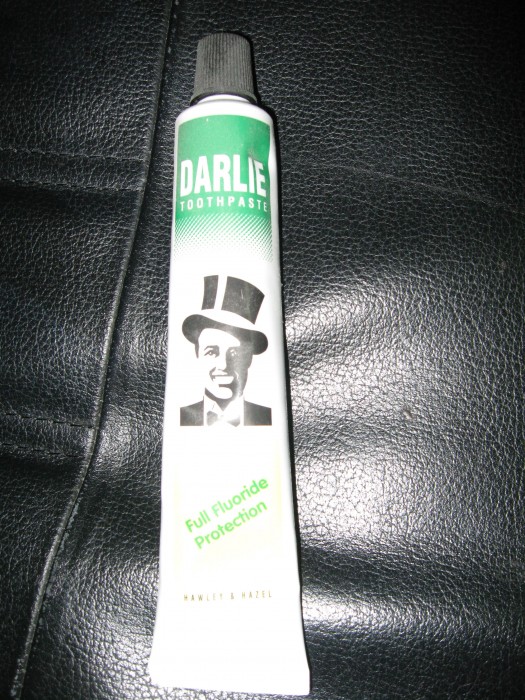 DARLIE
TOOTHPASTE
Full Fluoride
Protection
HAWLEY & HAZEL